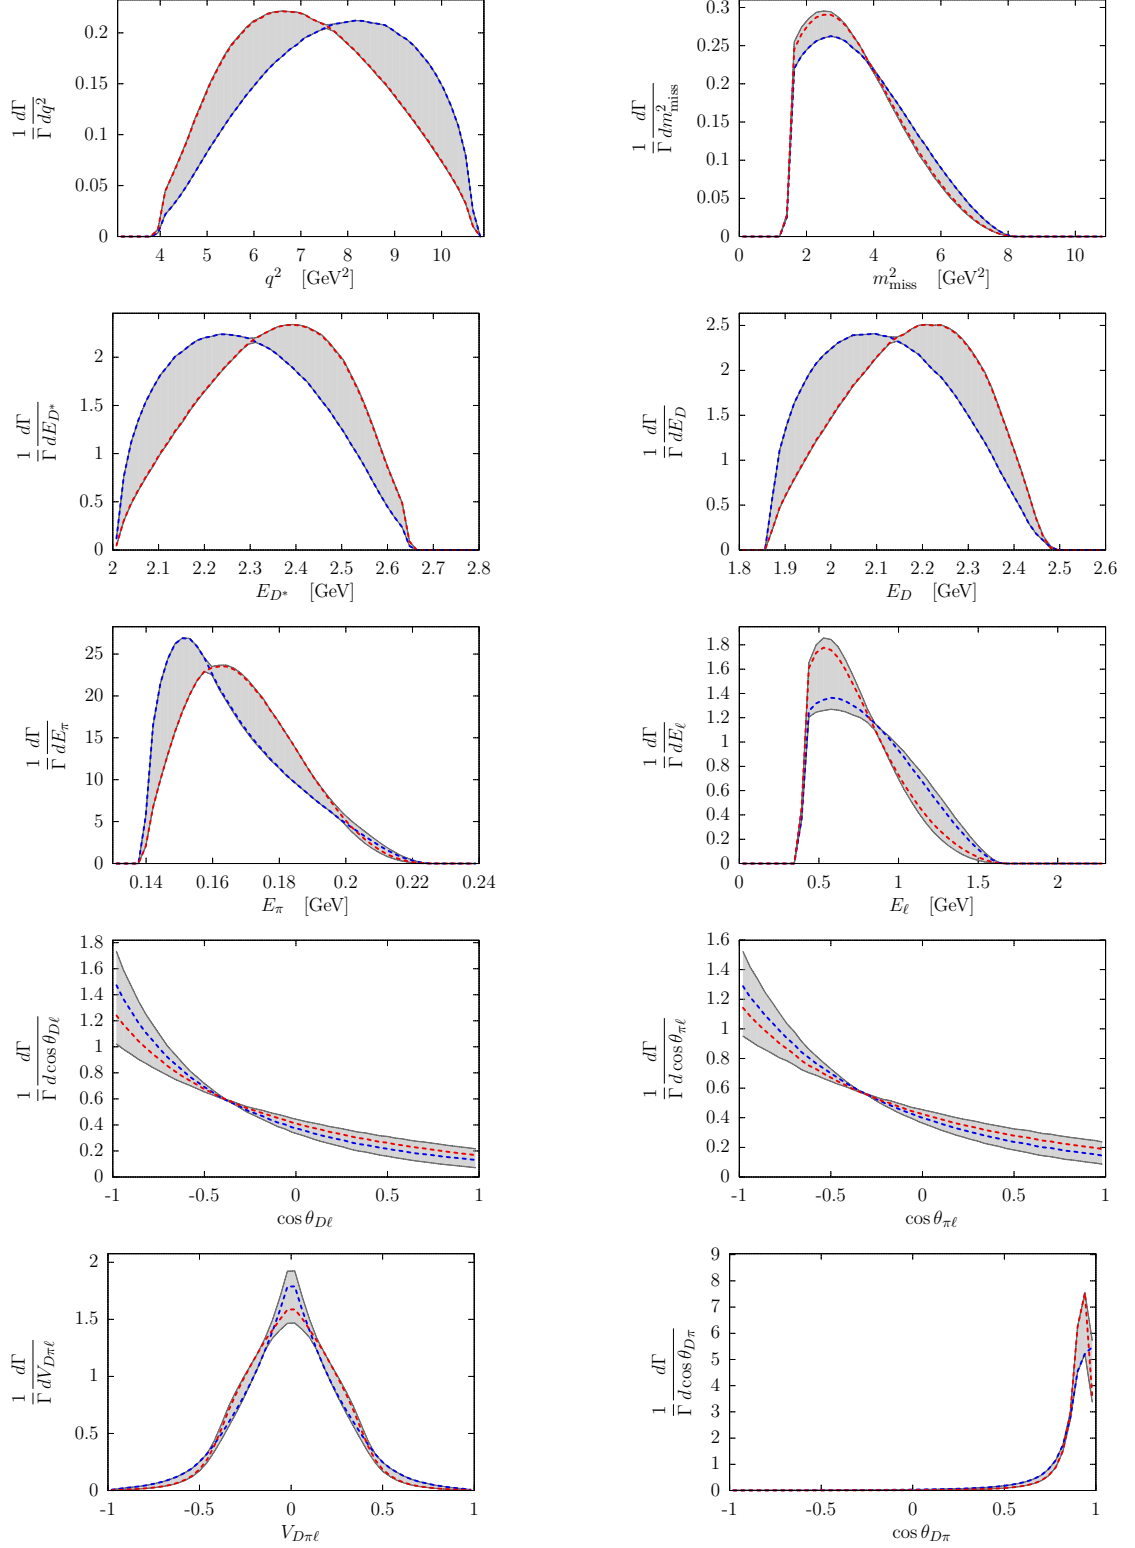 0.2
0.15
0.1
0.05
0
1/Γ dΓ/dq²
4 5 6 7 8 9 10
q² [GeV²]
0.3
0.25
0.2
0.15
0.1
0.05
0
1/Γ dΓ/dm²miss
0 2 4 6 8 10
m²miss [GeV²]
2
1.5
1
0.5
0
1/Γ dΓ/dE_D*
2 2.1 2.2 2.3 2.4 2.5 2.6 2.7 2.8
E_D* [GeV]
2.5
2
1.5
1
0.5
0
1/Γ dΓ/dE_D
1.8 1.9 2 2.1 2.2 2.3 2.4 2.5 2.6
E_D [GeV]
25
20
15
10
5
0
1/Γ dΓ/dE_π
0.14 0.16 0.18 0.2 0.22 0.24
E_π [GeV]
1.8
1.6
1.4
1.2
1
0.8
0.6
0.4
0.2
0
1/Γ dΓ/dE_ℓ
0 0.5 1 1.5 2
E_ℓ [GeV]
1.8
1.6
1.4
1.2
1
0.8
0.6
0.4
0.2
0
1/Γ dΓ/d cos θ_Dℓ
-1 -0.5 0 0.5 1
cos θ_Dℓ
1.6
1.4
1.2
1
0.8
0.6
0.4
0.2
0
1/Γ dΓ/d cos θ_πℓ
-1 -0.5 0 0.5 1
cos θ_πℓ
2
1.5
1
0.5
0
1/Γ dΓ/dV_Dπℓ
-1 -0.5 0 0.5 1
V_Dπℓ
9
8
7
6
5
4
3
2
1
0
1/Γ dΓ/d cos θ_Dπ
-1 -0.5 0 0.5 1
cos θ_Dπ